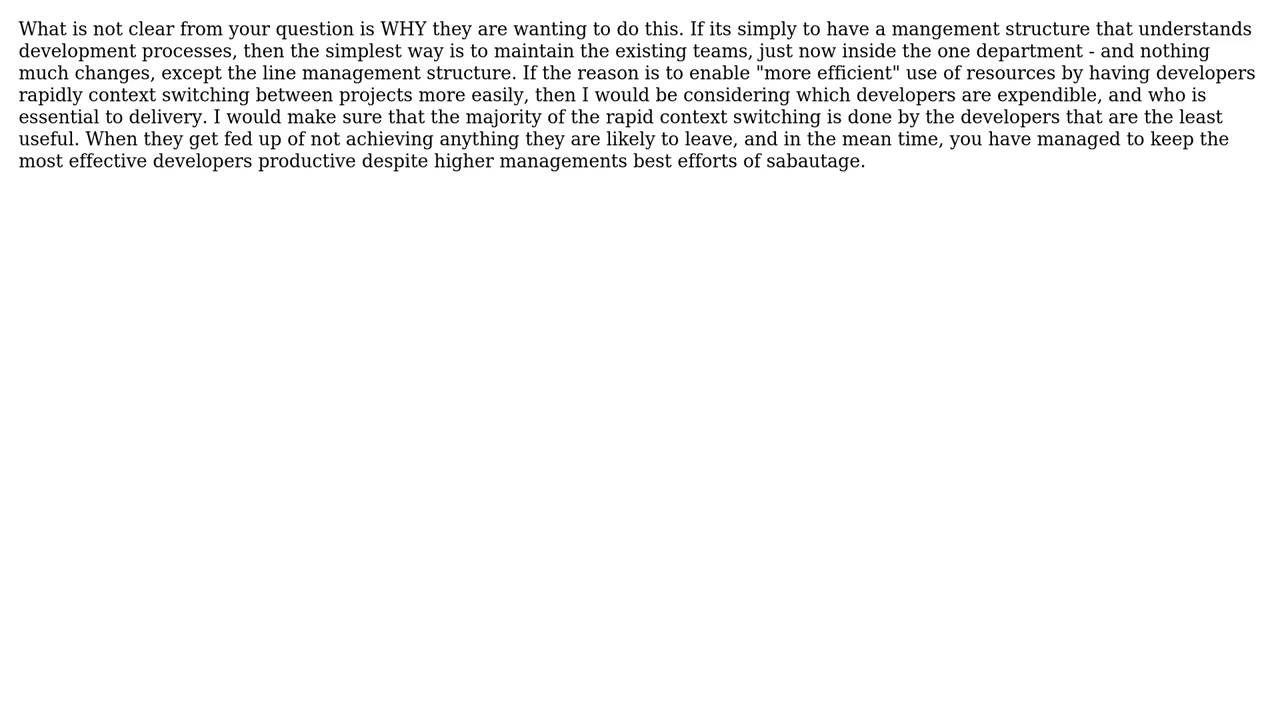 What is not clear from your question is WHY they are wanting to do this. If its simply to have a mangement structure that understands
development processes, then the simplest way is to maintain the existing teams, just now inside the one department - and nothing
much changes, except the line management structure. If the reason is to enable "more efficient" use of resources by having developers
rapidly context switching between projects more easily, then I would be considering which developers are expendible, and who is
essential to delivery. I would make sure that the majority of the rapid context switching is done by the developers that are the least
useful. When they get fed up of not achieving anything they are likely to leave, and in the mean time, you have managed to keep the
most effective developers productive despite higher managements best efforts of sabautage.